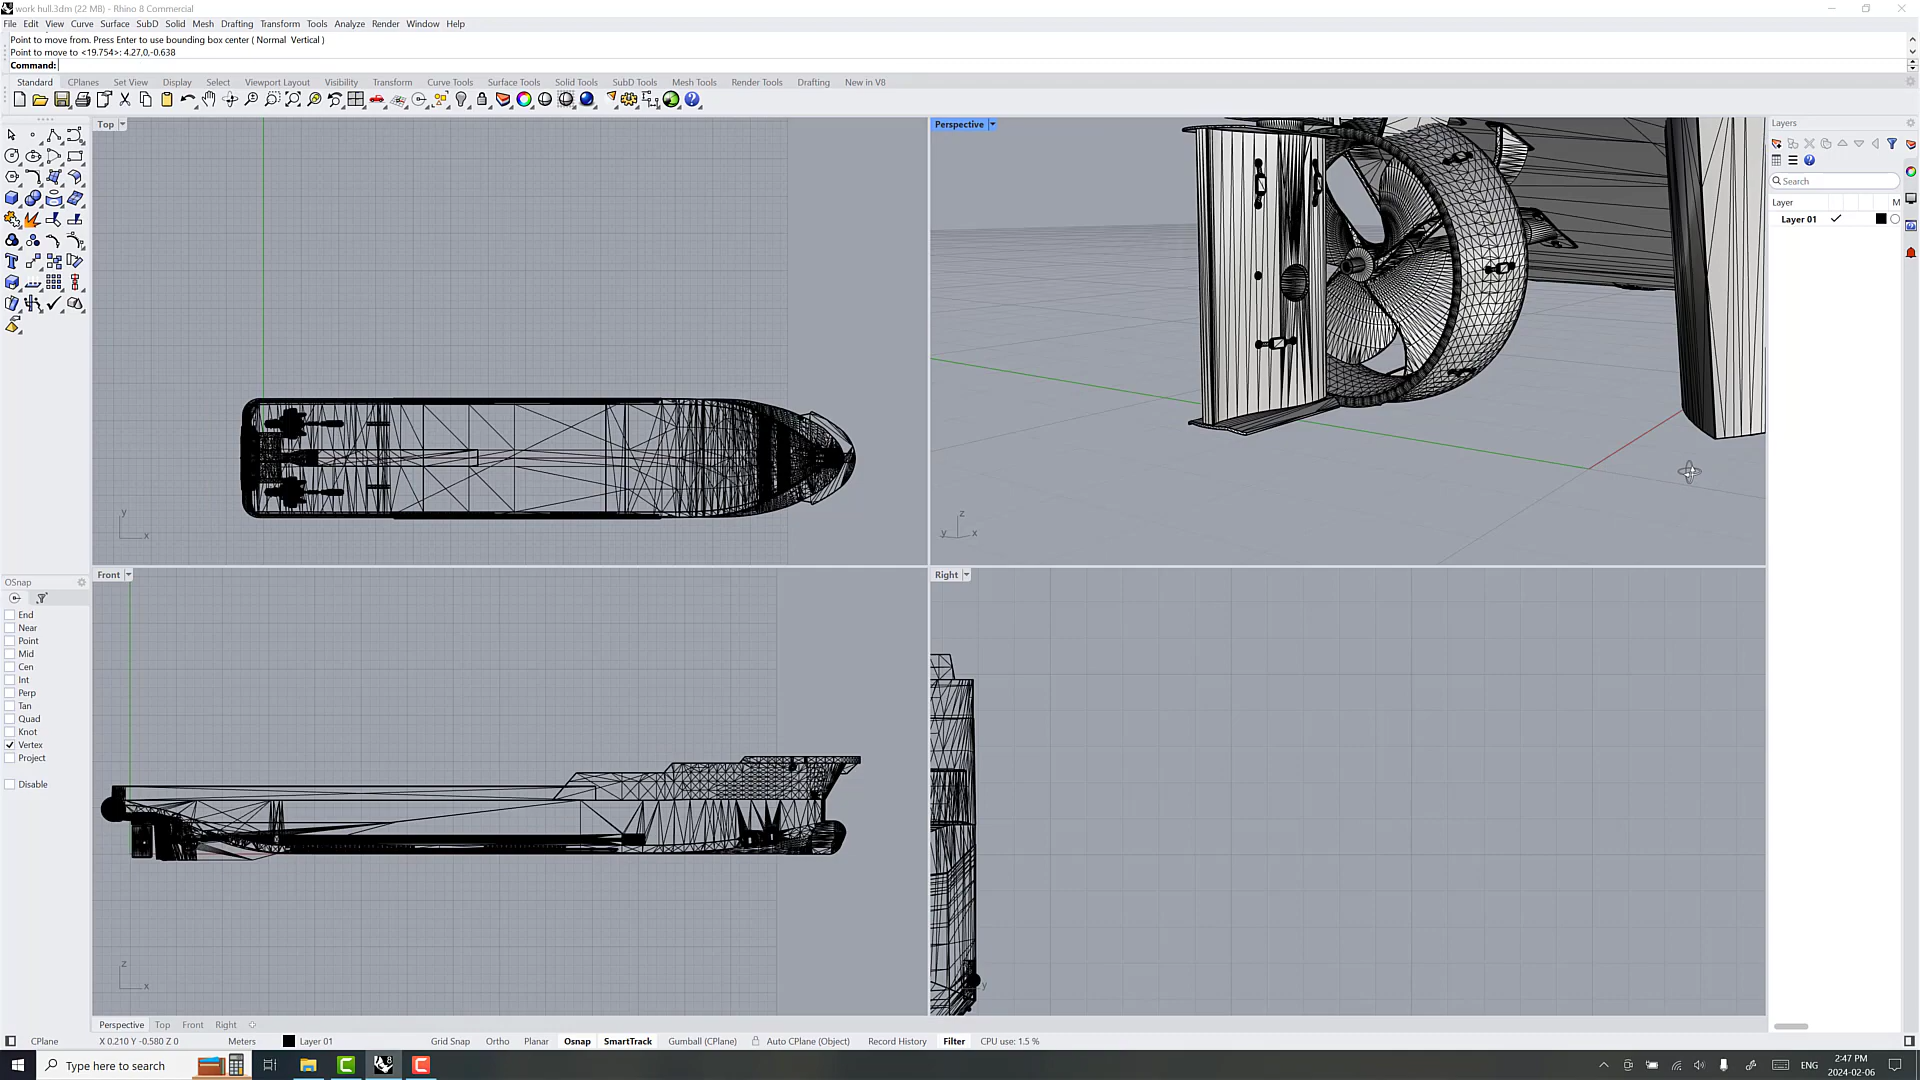 work hull.3dm (22 MB) - Rhino 8 Commercial
File Edit View Curve Surface SubD Solid Mesh Drafting Transform Tools Analyze Render Window Help
Point to move from. Press Enter to use bounding box center ( Normal Vertical )
Point to move to <19.754>: 4.27,0,-0.638
Command:
Standard CPlanes Set View Display Select Viewport Layout Visibility Transform Curve Tools Surface Tools Solid Tools SubD Tools Mesh Tools Render Tools Drafting New in V8
Top
Perspective
Layers
Search
Layer M
Layer 01
y
x
z
y
x
OSnap
End
Near
Point
Mid
Cen
Int
Perp
Tan
Quad
Knot
Vertex
Project
Disable
Front
Right
z
x
y
Perspective Top Front Right
CPlane X 0.210 Y -0.580 Z 0 Meters Layer 01 Grid Snap Ortho Planar Osnap SmartTrack Gumball (CPlane) Auto CPlane (Object) Record History Filter CPU use: 1.5 %
Type here to search
ENG
2:47 PM
2024-02-06